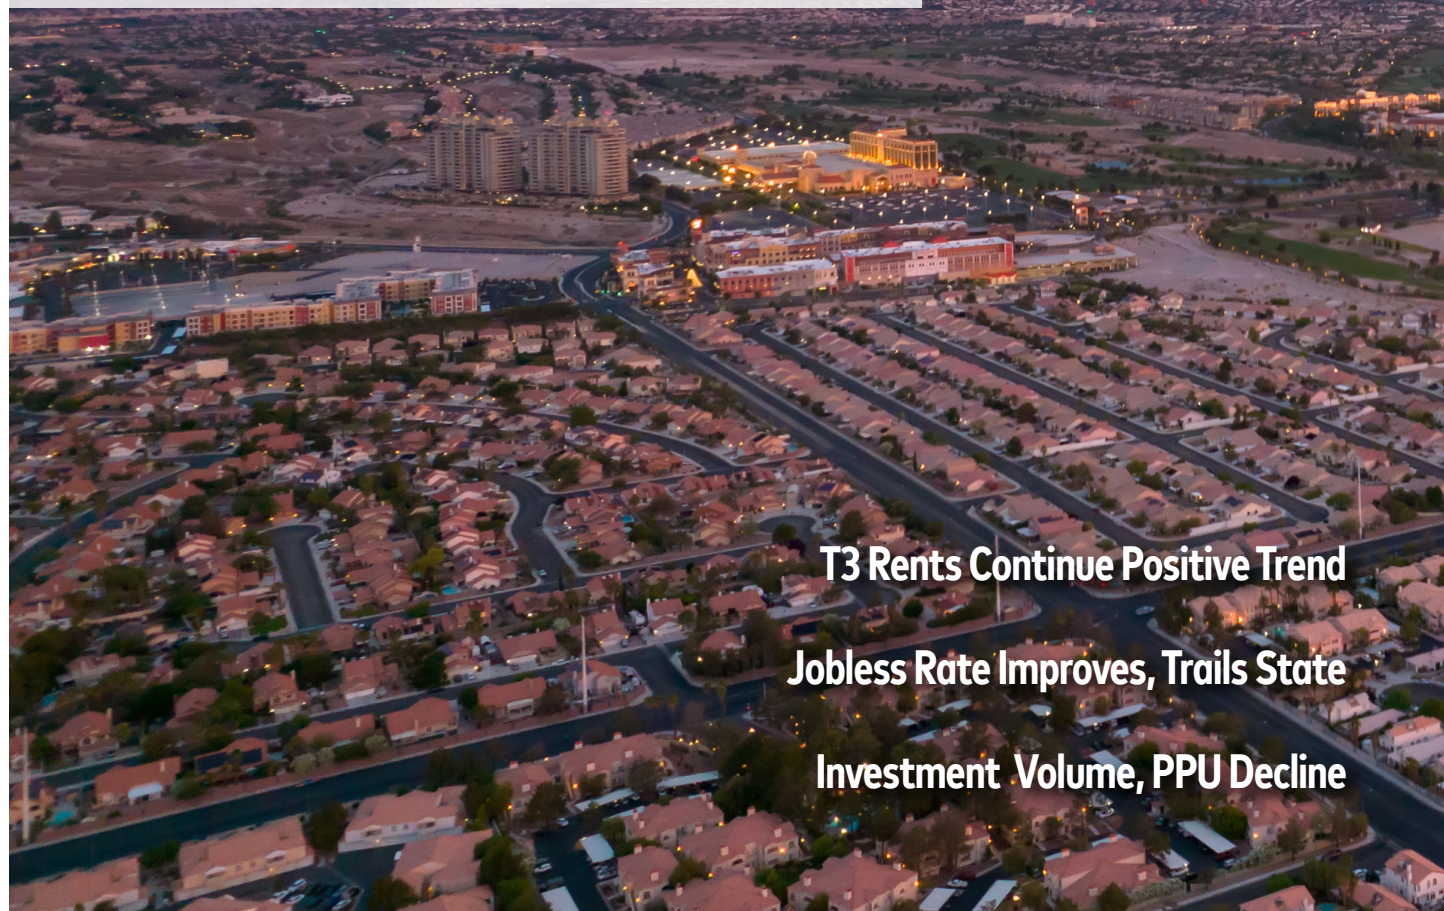 T3 Rents Continue Positive Trend
Jobless Rate Improves, Trails State
Investment Volume, PPU Decline